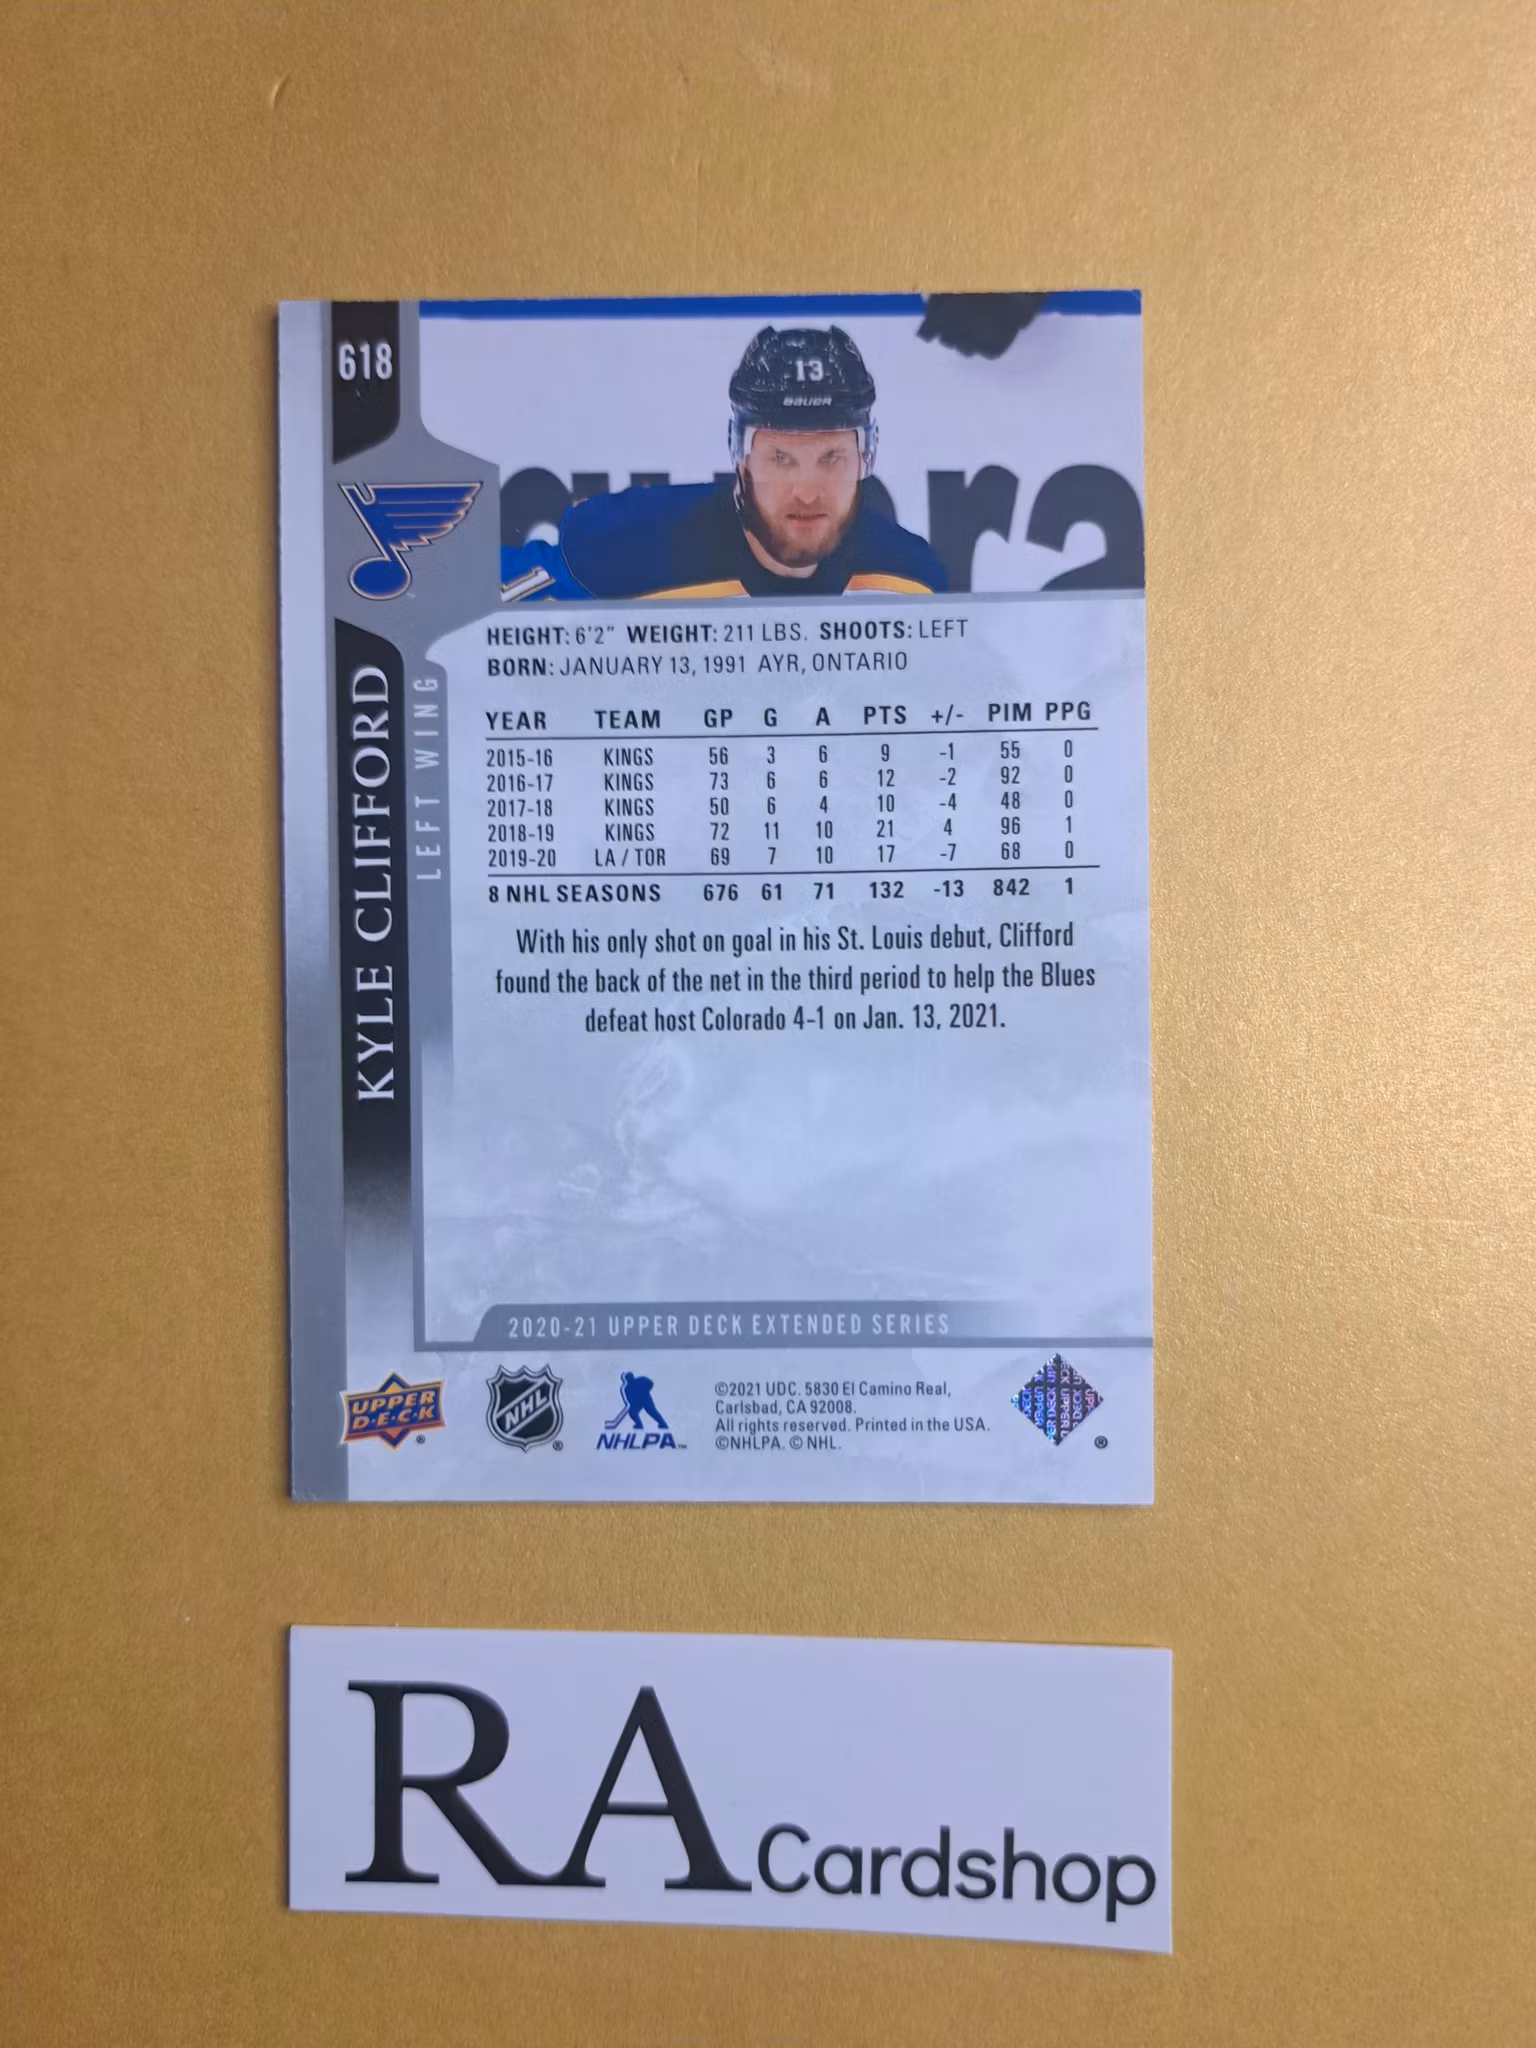 618
13
BAUER
ra
KYLE CLIFFORD
LEFT WING
HEIGHT: 6'2" WEIGHT: 211 LBS. SHOOTS: LEFT
BORN: JANUARY 13, 1991 AYR, ONTARIO
YEAR TEAM GP G A PTS +/- PIM PPG
2015-16 KINGS 56 3 6 9 -1 55 0
2016-17 KINGS 73 6 6 12 -2 92 0
2017-18 KINGS 50 6 4 10 -4 48 0
2018-19 KINGS 72 11 10 21 4 96 1
2019-20 LA / TOR 69 7 10 17 -7 68 0
8 NHL SEASONS 676 61 71 132 -13 842 1
With his only shot on goal in his St. Louis debut, Clifford
found the back of the net in the third period to help the Blues
defeat host Colorado 4-1 on Jan. 13, 2021.
2020-21 UPPER DECK EXTENDED SERIES
UPPER
D·E·C·K
®
NHL
®
NHLPA™
©2021 UDC. 5830 El Camino Real,
Carlsbad, CA 92008.
All rights reserved. Printed in the USA.
©NHLPA. © NHL.
®
RA Cardshop